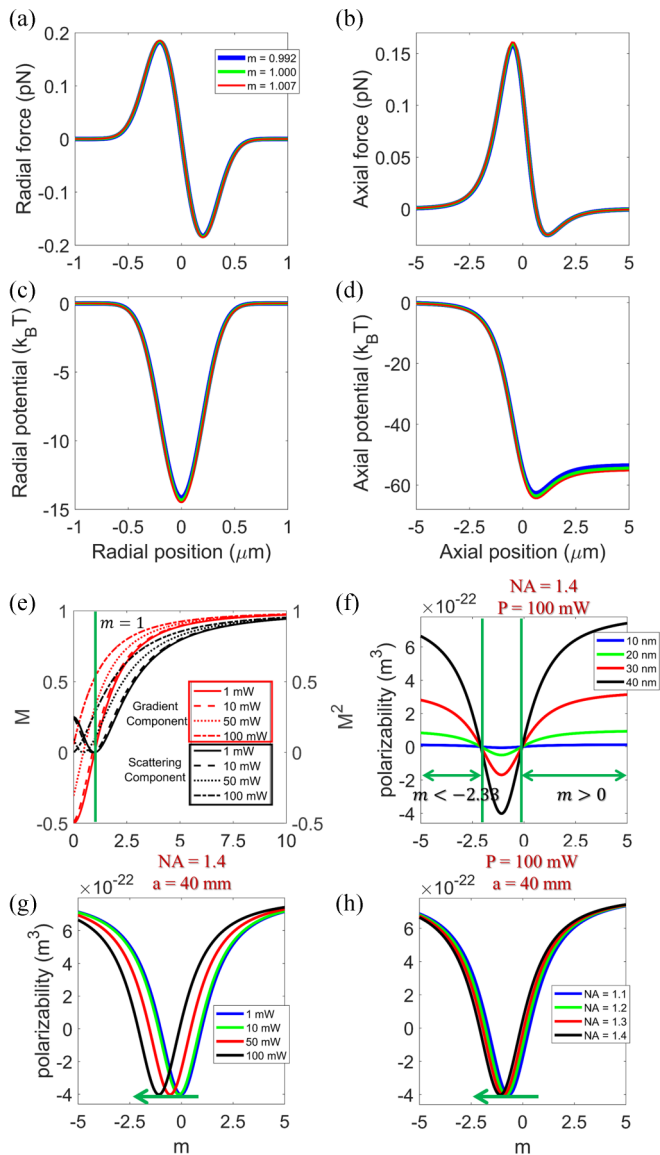 (a)
Radial force (pN)
0.2
0.1
0
-0.1
-0.2
m = 0.992
m = 1.000
m = 1.007
-1
-0.5
0
0.5
1
(b)
Axial force (pN)
0.15
0.1
0.05
0
-5
-2.5
0
2.5
5
(c)
Radial potential (kBT)
0
-5
-10
-15
-1
-0.5
0
0.5
1
Radial position (μm)
(d)
Axial potential (kBT)
0
-20
-40
-60
-5
-2.5
0
2.5
5
Axial position (μm)
(e)
M
1
0.5
0
-0.5
m = 1
Gradient
Component
1 mW
10 mW
50 mW
100 mW
Scattering
Component
1 mW
10 mW
50 mW
100 mW
1
0.5
0
-0.5
M²
0
2.5
5
7.5
10
(f)
NA = 1.4
P = 100 mW
×10⁻²²
polarizability (m³)
6
4
2
0
-2
-4
10 nm
20 nm
30 nm
40 nm
m < −2.33
m > 0
-5
-2.5
0
2.5
5
(g)
NA = 1.4
a = 40 mm
×10⁻²²
polarizability (m³)
6
4
2
0
-2
-4
1 mW
10 mW
50 mW
100 mW
-5
-2.5
0
2.5
5
m
(h)
P = 100 mW
a = 40 mm
×10⁻²²
polarizability (m³)
6
4
2
0
-2
-4
NA = 1.1
NA = 1.2
NA = 1.3
NA = 1.4
-5
-2.5
0
2.5
5
m